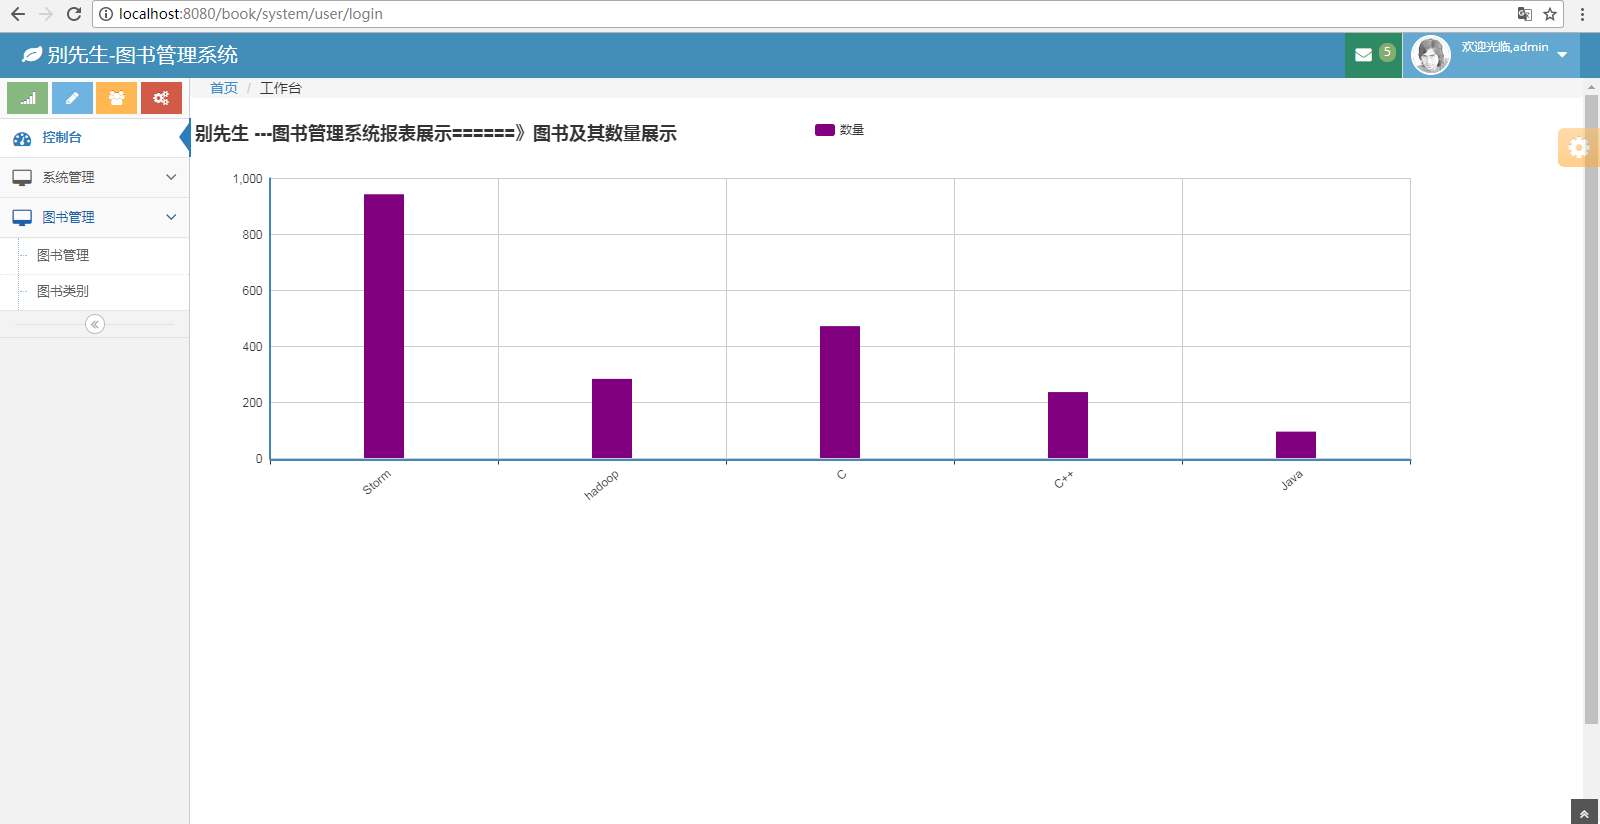 localhost:8080/book/system/user/login
别先生-图书管理系统
5
欢迎光临,admin
首页 / 工作台
控制台
系统管理
图书管理
图书管理
图书类别
别先生 ---图书管理系统报表展示======》图书及其数量展示
数量
1,000
800
600
400
200
0
Storm
hadoop
C
C++
Java